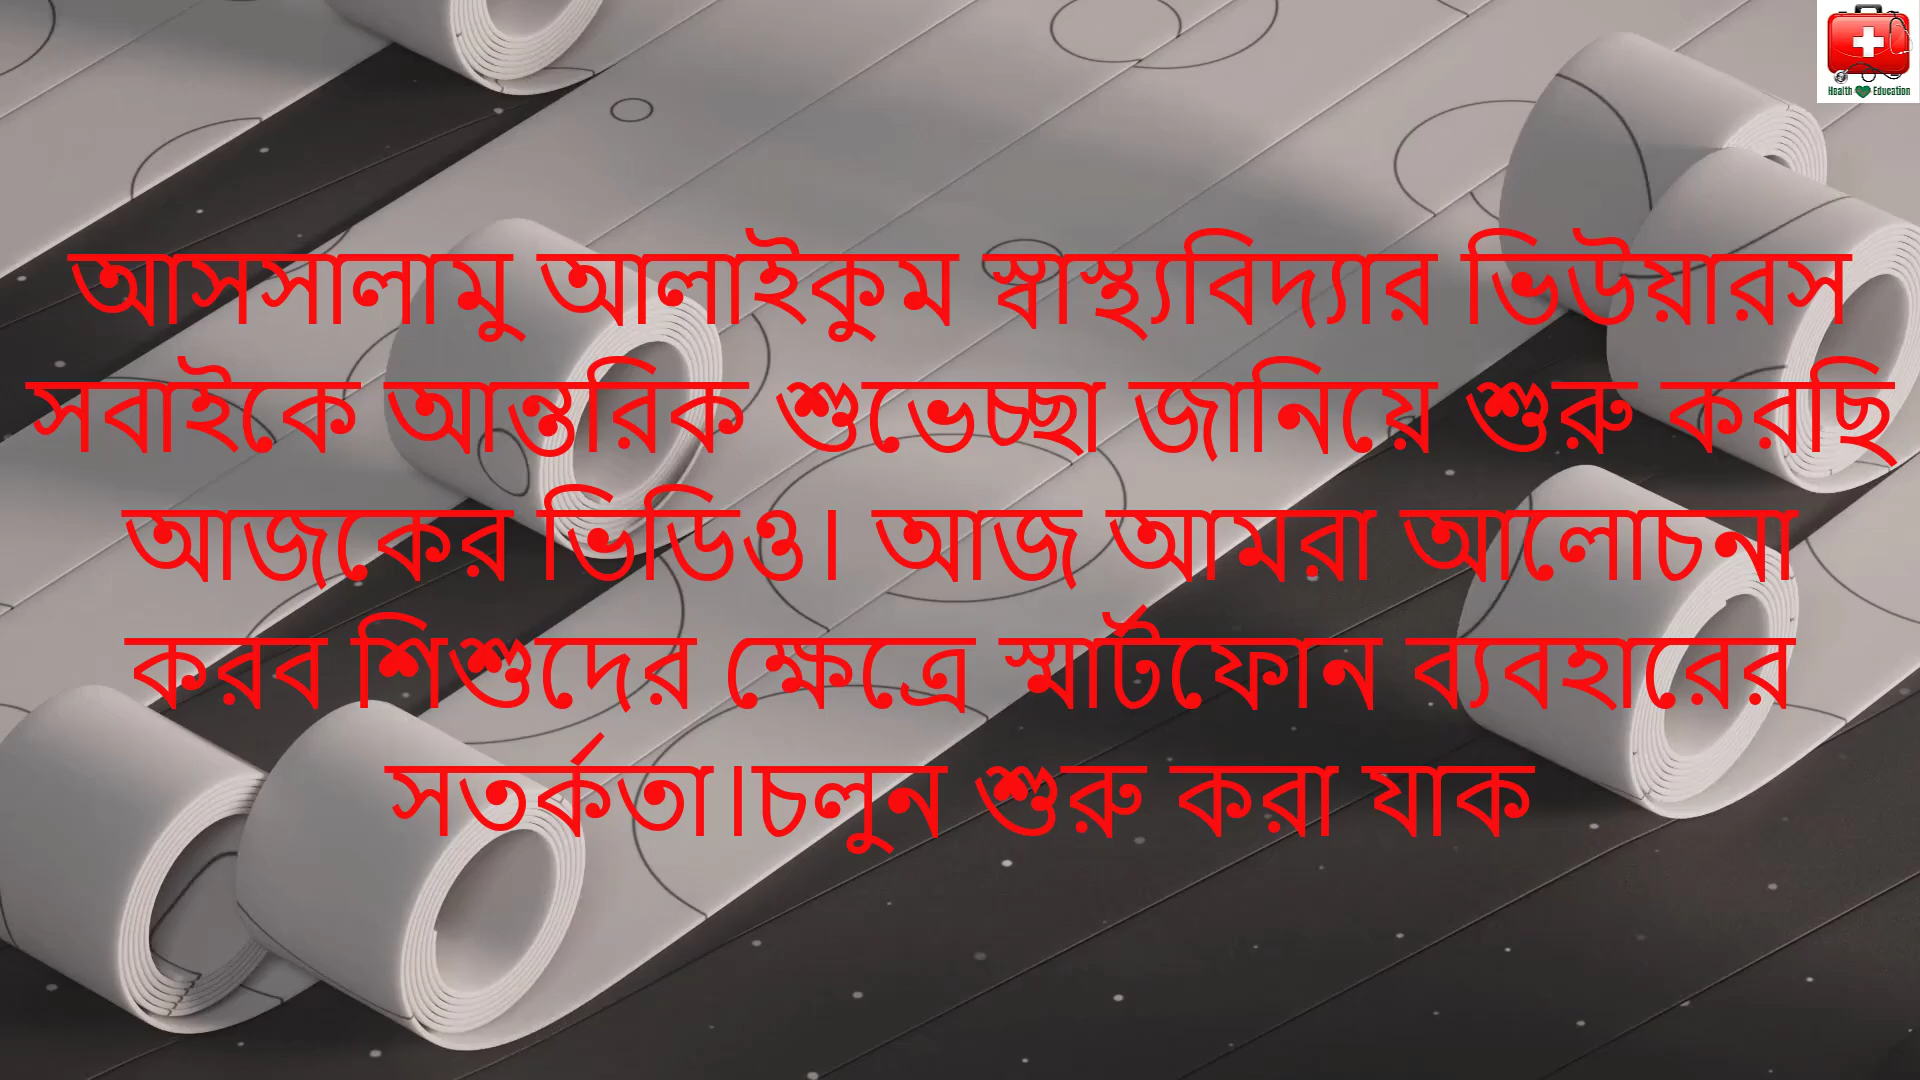 Health Education
আসসালামু আলাইকুম স্বাস্থ্যবিদ্যার ভিউয়ারস
সবাইকে আন্তরিক শুভেচ্ছা জানিয়ে শুরু করছি
আজকের ভিডিও। আজ আমরা আলোচনা
করব শিশুদের ক্ষেত্রে স্মার্টফোন ব্যবহারের
সতর্কতা।চলুন শুরু করা যাক